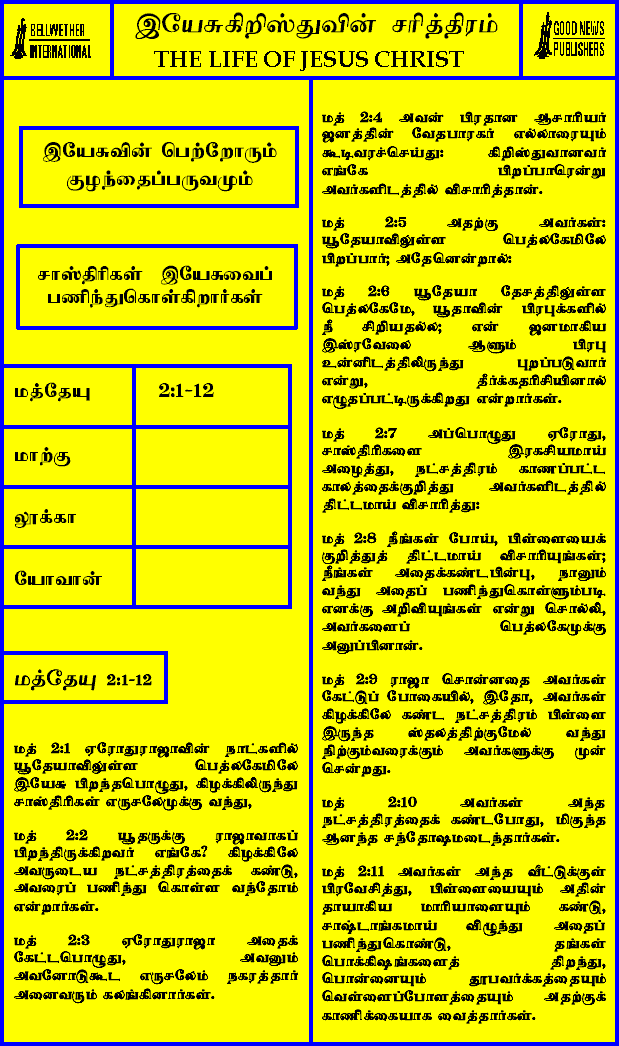 BELLWETHER
INTERNATIONAL
இயேசுகிறிஸ்துவின் சரித்திரம்
THE LIFE OF JESUS CHRIST
GOOD NEWS
PUBLISHERS
இயேசுவின் பெற்றோரும்
குழந்தைப்பருவமும்
சாஸ்திரிகள் இயேசுவைப்
பணிந்துகொள்கிறார்கள்
மத்தேயு 2:1-12
மாற்கு
லூக்கா
யோவான்
மத்தேயு 2:1-12
மத் 2:1 ஏரோதுராஜாவின் நாட்களில்
யூதேயாவிலுள்ள பெத்லகேமிலே
இயேசு பிறந்தபொழுது, கிழக்கிலிருந்து
சாஸ்திரிகள் எருசலேமுக்கு வந்து,
மத் 2:2 யூதருக்கு ராஜாவாகப்
பிறந்திருக்கிறவர் எங்கே? கிழக்கிலே
அவருடைய நட்சத்திரத்தைக் கண்டு,
அவரைப் பணிந்து கொள்ள வந்தோம்
என்றார்கள்.
மத் 2:3 ஏரோதுராஜா அதைக்
கேட்டபொழுது, அவனும்
அவனோடுகூட எருசலேம் நகரத்தார்
அனைவரும் கலங்கினார்கள்.
மத் 2:4 அவன் பிரதான ஆசாரியர்
ஜனத்தின் வேதபாரகர் எல்லாரையும்
கூடிவரச்செய்து: கிறிஸ்துவானவர்
எங்கே பிறப்பாரென்று
அவர்களிடத்தில் விசாரித்தான்.
மத் 2:5 அதற்கு அவர்கள்:
யூதேயாவிலுள்ள பெத்லகேமிலே
பிறப்பார்; அதேனென்றால்:
மத் 2:6 யூதேயா தேசத்திலுள்ள
பெத்லகேமே, யூதாவின் பிரபுக்களில்
நீ சிறியதல்ல; என் ஜனமாகிய
இஸ்ரவேலை ஆளும் பிரபு
உன்னிடத்திலிருந்து புறப்படுவார்
என்று, தீர்க்கதரிசியினால்
எழுதப்பட்டிருக்கிறது என்றார்கள்.
மத் 2:7 அப்பொழுது ஏரோது,
சாஸ்திரிகளை இரகசியமாய்
அழைத்து, நட்சத்திரம் காணப்பட்ட
காலத்தைக்குறித்து அவர்களிடத்தில்
திட்டமாய் விசாரித்து:
மத் 2:8 நீங்கள் போய், பிள்ளையைக்
குறித்துத் திட்டமாய் விசாரியுங்கள்;
நீங்கள் அதைக்கண்டபின்பு, நானும்
வந்து அதைப் பணிந்துகொள்ளும்படி
எனக்கு அறிவியுங்கள் என்று சொல்லி,
அவர்களைப் பெத்லகேமுக்கு
அனுப்பினான்.
மத் 2:9 ராஜா சொன்னதை அவர்கள்
கேட்டுப் போகையில், இதோ, அவர்கள்
கிழக்கிலே கண்ட நட்சத்திரம் பிள்ளை
இருந்த ஸ்தலத்திற்குமேல் வந்து
நிற்கும்வரைக்கும் அவர்களுக்கு முன்
சென்றது.
மத் 2:10 அவர்கள் அந்த
நட்சத்திரத்தைக் கண்டபோது, மிகுந்த
ஆனந்த சந்தோஷமடைந்தார்கள்.
மத் 2:11 அவர்கள் அந்த வீட்டுக்குள்
பிரவேசித்து, பிள்ளையையும் அதின்
தாயாகிய மாரியாளையும் கண்டு,
சாஷ்டாங்கமாய் விழுந்து அதைப்
பணிந்துகொண்டு, தங்கள்
பொக்கிஷங்களைத் திறந்து,
பொன்னையும் தூபவர்க்கத்தையும்
வெள்ளைப்போளத்தையும் அதற்குக்
காணிக்கையாக வைத்தார்கள்.